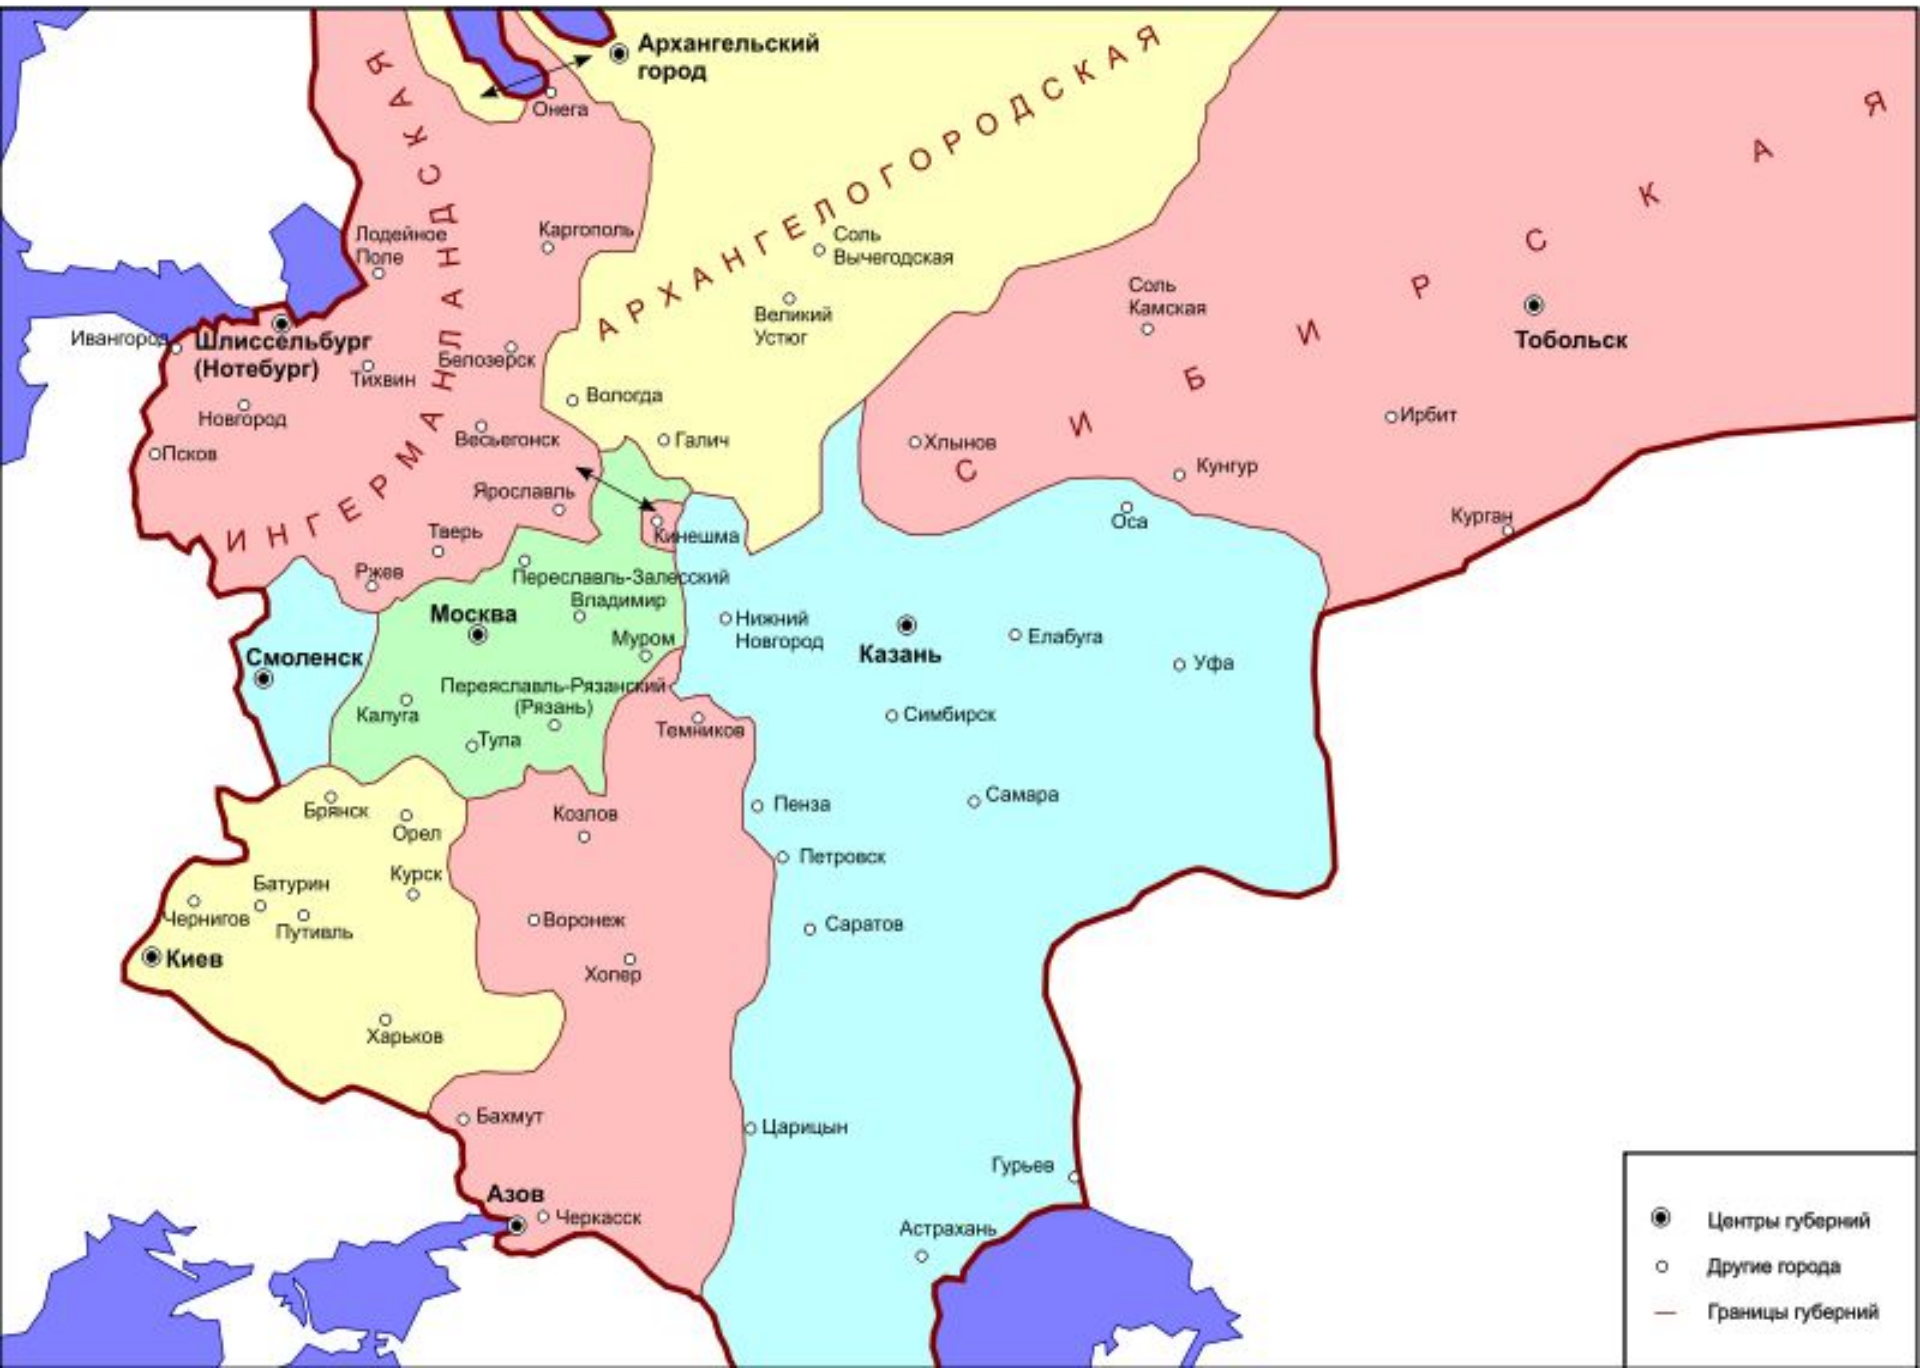 Архангельский
город
Онега
АРХАНГЕЛОГОРОДСКАЯ
ИНГЕРМАНЛАНДСКАЯ
СИБИРСКАЯ
Лодейное
Поле
Каргополь
Соль
Вычегодская
Великий
Устюг
Соль
Камская
Тобольск
Ивангород
Шлиссельбург
(Нотебург)
Тихвин
Белозерск
Новгород
Вологда
Весьегонск
Галич
Псков
Хлынов
Ирбит
Кунгур
Ярославль
Курган
Оса
Тверь
Кинешма
Ржев
Переславль-Залесский
Владимир
Москва
Муром
Нижний
Новгород
Казань
Елабуга
Уфа
Смоленск
Переяславль-Рязанский
(Рязань)
Калуга
Тула
Темников
Симбирск
Брянск
Орел
Козлов
Пенза
Самара
Петровск
Курск
Батурин
Чернигов
Путивль
Воронеж
Саратов
Киев
Хопер
Харьков
Бахмут
Царицын
Гурьев
Азов
Черкасск
Астрахань
Центры губерний
Другие города
Границы губерний